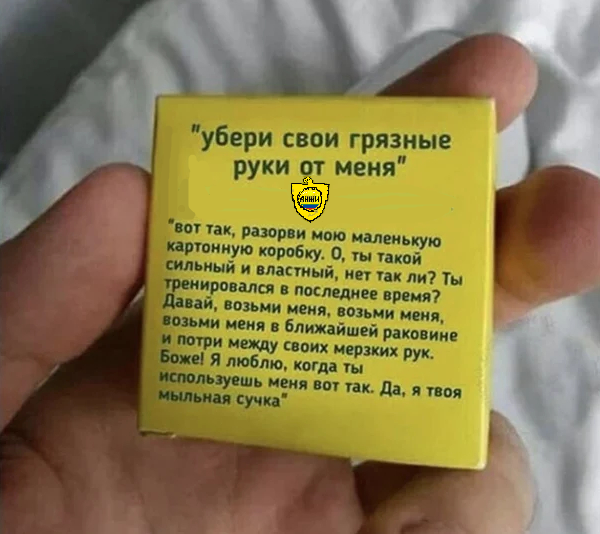 "убери свои грязные
руки от меня"
АНЖИ
"вот так, разорви мою маленькую
картонную коробку. О, ты такой
сильный и властный, нет так ли? Ты
тренировался в последнее время?
Давай, возьми меня, возьми меня,
возьми меня в ближайшей раковине
и потри между своих мерзких рук.
Боже! Я люблю, когда ты
используешь меня вот так. Да, я твоя
мыльная сучка"